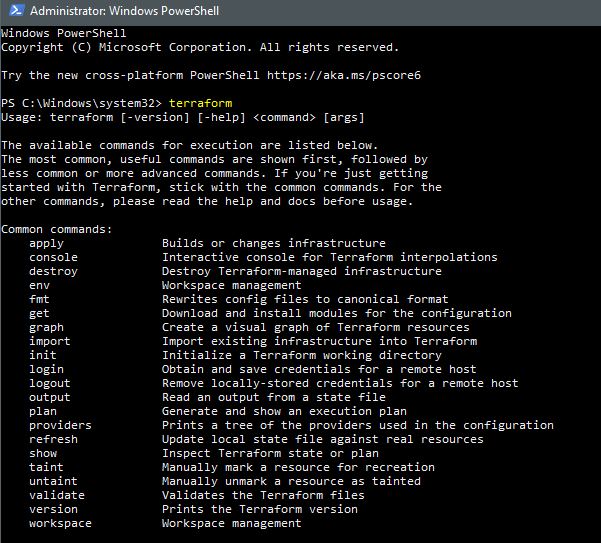 Administrator: Windows PowerShell
Windows PowerShell
Copyright (C) Microsoft Corporation. All rights reserved.
Try the new cross-platform PowerShell https://aka.ms/pscore6
PS C:\Windows\system32> terraform
Usage: terraform [-version] [-help] <command> [args]
The available commands for execution are listed below.
The most common, useful commands are shown first, followed by
less common or more advanced commands. If you're just getting
started with Terraform, stick with the common commands. For the
other commands, please read the help and docs before usage.
Common commands:
apply Builds or changes infrastructure
console Interactive console for Terraform interpolations
destroy Destroy Terraform-managed infrastructure
env Workspace management
fmt Rewrites config files to canonical format
get Download and install modules for the configuration
graph Create a visual graph of Terraform resources
import Import existing infrastructure into Terraform
init Initialize a Terraform working directory
login Obtain and save credentials for a remote host
logout Remove locally-stored credentials for a remote host
output Read an output from a state file
plan Generate and show an execution plan
providers Prints a tree of the providers used in the configuration
refresh Update local state file against real resources
show Inspect Terraform state or plan
taint Manually mark a resource for recreation
untaint Manually unmark a resource as tainted
validate Validates the Terraform files
version Prints the Terraform version
workspace Workspace management